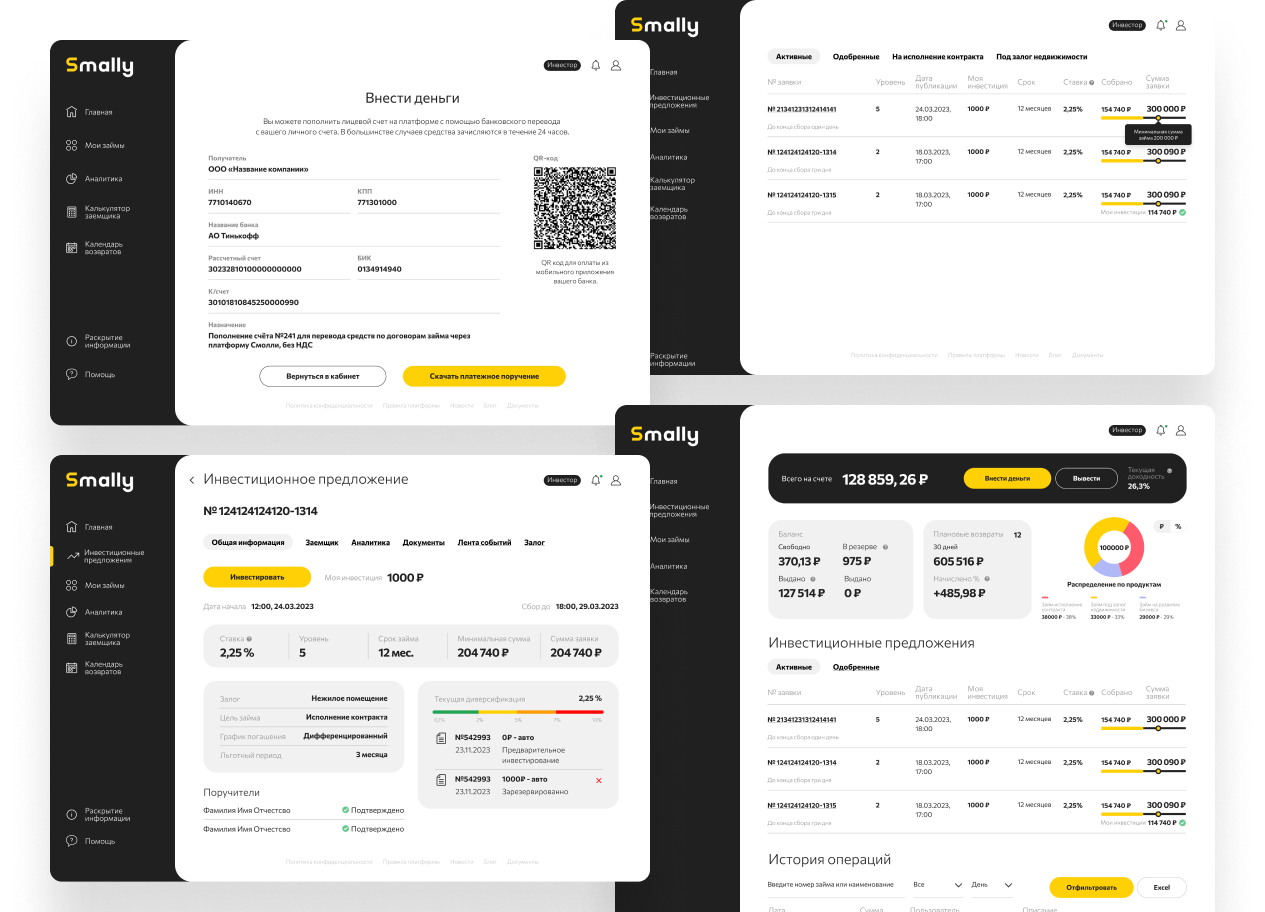 Smally
Инвестор
Главная
Мои займы
Аналитика
Калькулятор
заемщика
Календарь
возвратов
Раскрытие
информации
Помощь
Внести деньги
Вы можете пополнить лицевой счет на платформе с помощью банковского перевода
с вашего личного счета. В большинстве случаев средства зачисляются в течение 24 часов.
Получатель
ООО «Название компании»
ИНН КПП
7710140670 771301000
Название банка
АО Тинькофф
Рассчетный счет БИК
30232810100000000000 0134914940
К/счет
30101810845250000990
Назначение
Пополнение счёта №241 для перевода средств по договорам займа через
платформу Смолли, без НДС
QR-код
QR код для оплаты из
мобильного приложения
вашего банка.
Вернуться в кабинет Скачать платежное поручение
Политика конфиденциальности Правила платформы Новости Блог Документы
Smally
Инвестор
Главная
Инвестиционные
предложения
Мои займы
Аналитика
Калькулятор
заемщика
Календарь
возвратов
Раскрытие
информации
Активные Одобренные На исполнение контракта Под залог недвижимости
№ заявки Уровень Дата публикации Моя инвестиция Срок Ставка Собрано Сумма заявки
№ 21341231312414141 5 24.03.2023, 18:00 1000 ₽ 12 месяцев 2,25% 154 740 ₽ 300 000 ₽
До конца сбора один день
Минимальная сумма
займа 200 000 ₽
№ 124124124120-1314 2 18.03.2023, 17:00 1000 ₽ 12 месяцев 2,25% 154 740 ₽ 300 090 ₽
До конца сбора три дня
№ 124124124120-1315 2 18.03.2023, 17:00 1000 ₽ 12 месяцев 2,25% 154 740 ₽ 300 090 ₽
До конца сбора три дня Мои инвестиции 114 740 ₽
Политика конфиденциальности Правила платформы Новости Блог Документы
Smally
Инвестор
Главная
Инвестиционные
предложения
Мои займы
Аналитика
Калькулятор
заемщика
Календарь
возвратов
Раскрытие
информации
Помощь
Инвестиционное предложение
№ 124124124120-1314
Общая информация Заемщик Аналитика Документы Лента событий Залог
Инвестировать Моя инвестиция 1000 ₽
Дата начала 12:00, 24.03.2023 Сбор до 18:00, 29.03.2023
Ставка Уровень Срок займа Минимальная сумма Сумма заявки
2,25 % 5 12 мес. 204 740 ₽ 204 740 ₽
Залог Нежилое помещение
Цель займа Исполнение контракта
График погашения Дифференцированный
Льготный период 3 месяца
Текущая диверсификация 2,25 %
0,1% 2% 5% 7% 10%
№542993 0₽ - авто
23.11.2023 Предварительное
инвестирование
№542993 1000₽ - авто
23.11.2023 Зарезервированно
Поручители
Фамилия Имя Отчестсво Подтверждено
Фамилия Имя Отчестсво Подтверждено
Политика конфиденциальности Правила платформы Новости Блог Документы
Smally
Инвестор
Главная
Инвестиционные
предложения
Мои займы
Аналитика
Календарь
возвратов
Всего на счете 128 859, 26 ₽ Внести деньги Вывести
Текущая
доходность
26,3%
Баланс
Свободно В резерве
370,13 ₽ 975 ₽
Выдано Выдано
127 514 ₽ 0 ₽
Плановые возвраты 12
30 дней
605 516 ₽
Начислено %
+485,98 ₽
₽ %
100000 ₽
Распределение по продуктам
Займ исполнение контракта Займ под залог недвижимости Займ на развитие бизнеса
38000 ₽ - 38% 33000 ₽ - 33% 29000 ₽ - 29%
Инвестиционные предложения
Активные Одобренные
№ заявки Уровень Дата публикации Моя инвестиция Срок Ставка Собрано Сумма заявки
№ 21341231312414141 5 24.03.2023, 18:00 1000 ₽ 12 месяцев 2,25% 154 740 ₽ 300 000 ₽
До конца сбора один день
№ 124124124120-1314 2 18.03.2023, 17:00 1000 ₽ 12 месяцев 2,25% 154 740 ₽ 300 090 ₽
До конца сбора три дня
№ 124124124120-1315 2 18.03.2023, 17:00 1000 ₽ 12 месяцев 2,25% 154 740 ₽ 300 090 ₽
До конца сбора три дня Мои инвестиции 114 740 ₽
История операций
Введите номер займа или наименование Все День Отфильтровать Excel
Дата Сумма Пользователь Описание